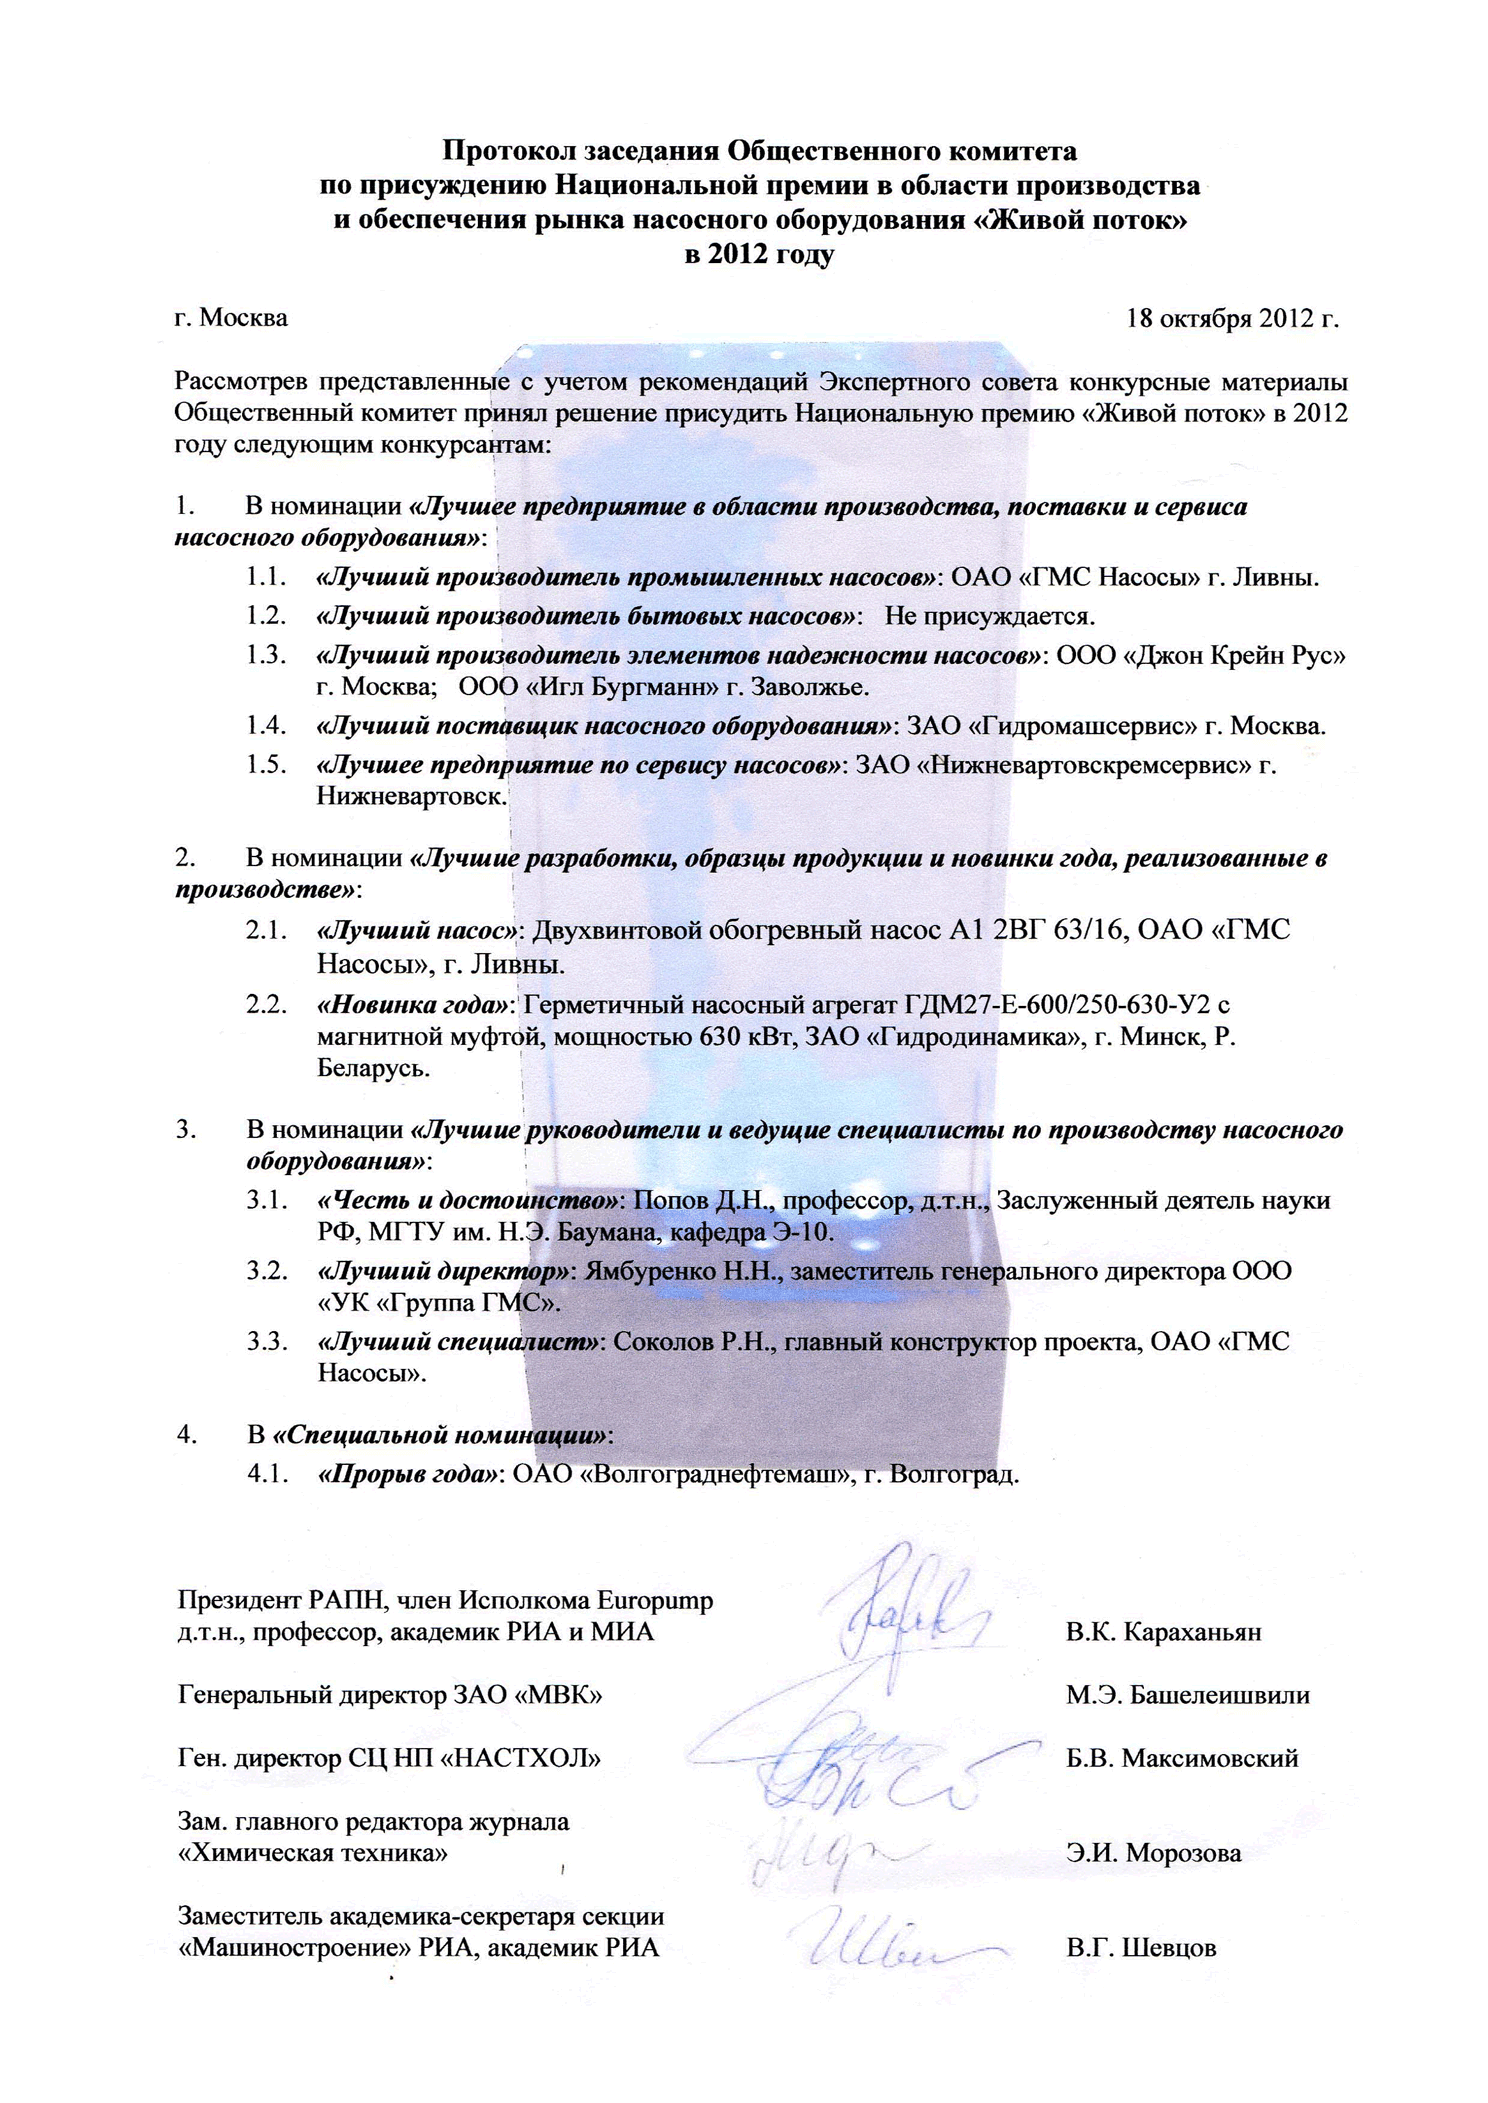 Протокол заседания Общественного комитета
по присуждению Национальной премии в области производства
и обеспечения рынка насосного оборудования «Живой поток»
в 2012 году
г. Москва 18 октября 2012 г.
Рассмотрев представленные с учетом рекомендаций Экспертного совета конкурсные материалы
Общественный комитет принял решение присудить Национальную премию «Живой поток» в 2012
году следующим конкурсантам:
1. В номинации «Лучшее предприятие в области производства, поставки и сервиса
насосного оборудования»:
1.1. «Лучший производитель промышленных насосов»: ОАО «ГМС Насосы» г. Ливны.
1.2. «Лучший производитель бытовых насосов»: Не присуждается.
1.3. «Лучший производитель элементов надежности насосов»: ООО «Джон Крейн Рус»
г. Москва; ООО «Игл Бургманн» г. Заволжье.
1.4. «Лучший поставщик насосного оборудования»: ЗАО «Гидромашсервис» г. Москва.
1.5. «Лучшее предприятие по сервису насосов»: ЗАО «Нижневартовскремсервис» г.
Нижневартовск.
2. В номинации «Лучшие разработки, образцы продукции и новинки года, реализованные в
производстве»:
2.1. «Лучший насос»: Двухвинтовой обогревный насос А1 2ВГ 63/16, ОАО «ГМС
Насосы», г. Ливны.
2.2. «Новинка года»: Герметичный насосный агрегат ГДМ27-Е-600/250-630-У2 с
магнитной муфтой, мощностью 630 кВт, ЗАО «Гидродинамика», г. Минск, Р.
Беларусь.
3. В номинации «Лучшие руководители и ведущие специалисты по производству насосного
оборудования»:
3.1. «Честь и достоинство»: Попов Д.Н., профессор, д.т.н., Заслуженный деятель науки
РФ, МГТУ им. Н.Э. Баумана, кафедра Э-10.
3.2. «Лучший директор»: Ямбуренко Н.Н., заместитель генерального директора ООО
«УК «Группа ГМС».
3.3. «Лучший специалист»: Соколов Р.Н., главный конструктор проекта, ОАО «ГМС
Насосы».
4. В «Специальной номинации»:
4.1. «Прорыв года»: ОАО «Волгограднефтемаш», г. Волгоград.
Президент РАПН, член Исполкома Europump
д.т.н., профессор, академик РИА и МИА В.К. Караханьян
Генеральный директор ЗАО «МВК» М.Э. Башелеишвили
Ген. директор СЦ НП «НАСТХОЛ» Б.В. Максимовский
Зам. главного редактора журнала
«Химическая техника» Э.И. Морозова
Заместитель академика-секретаря секции
«Машиностроение» РИА, академик РИА В.Г. Шевцов